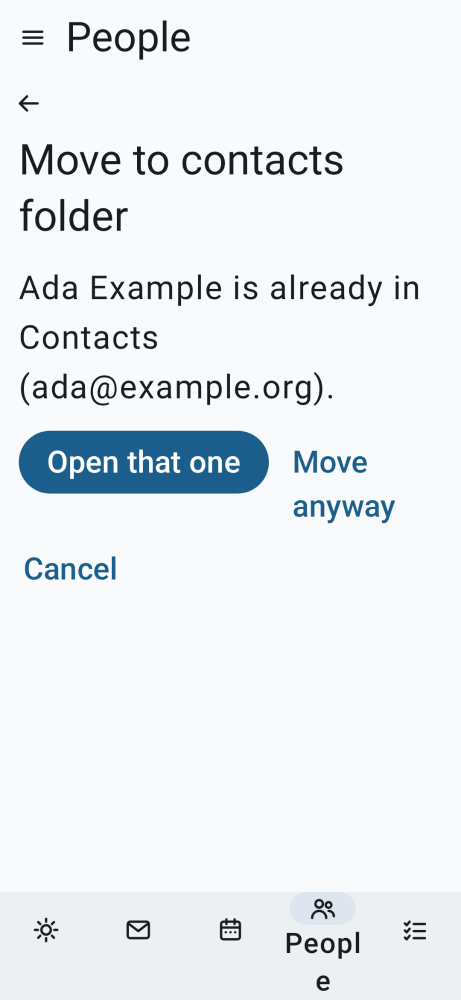 People
Move to contacts
folder
Ada Example is already in
Contacts
(ada@example.org).
Open that one
Move
anyway
Cancel
Peopl
e